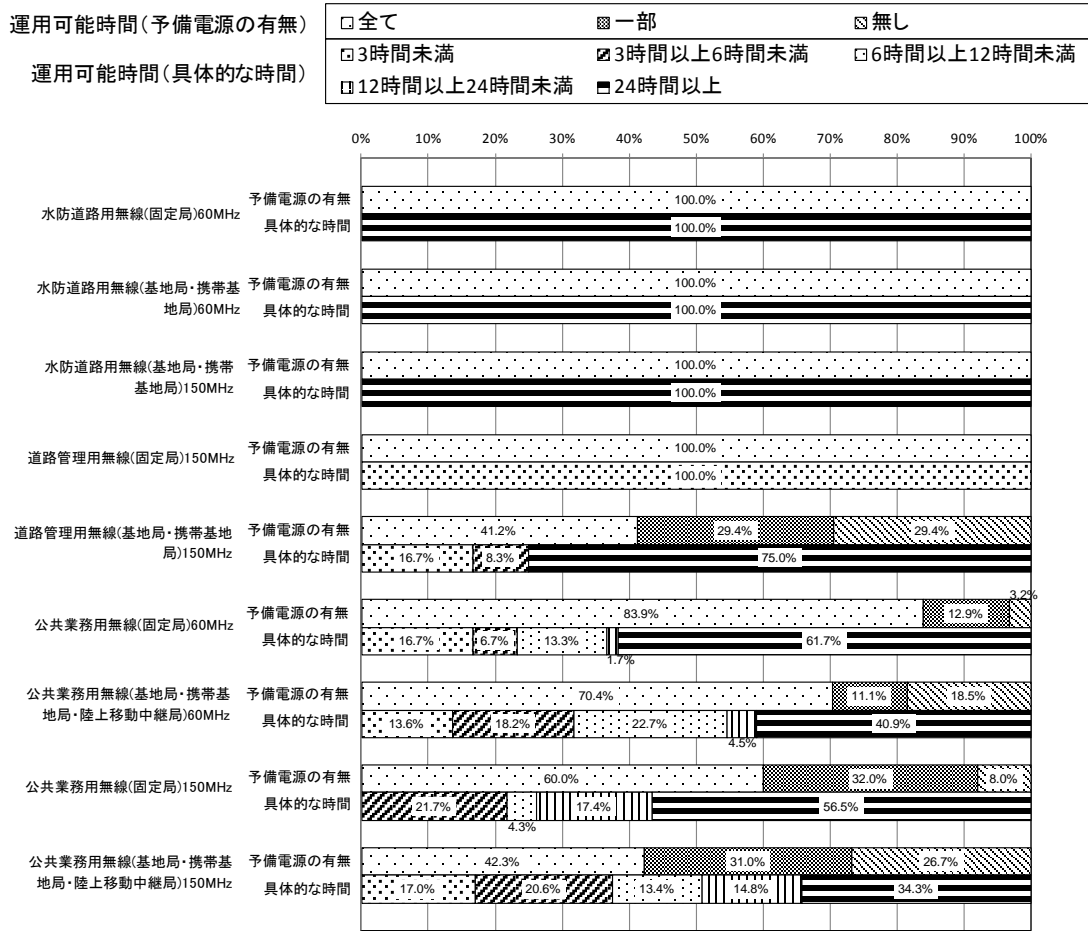 運用可能時間(予備電源の有無)
全て 一部 無し
運用可能時間(具体的な時間)
3時間未満 3時間以上6時間未満 6時間以上12時間未満
12時間以上24時間未満 24時間以上
0% 10% 20% 30% 40% 50% 60% 70% 80% 90% 100%
水防道路用無線(固定局)60MHz
予備電源の有無
100.0%
具体的な時間
100.0%
水防道路用無線(基地局・携帯基
地局)60MHz
予備電源の有無
100.0%
具体的な時間
100.0%
水防道路用無線(基地局・携帯
基地局)150MHz
予備電源の有無
100.0%
具体的な時間
100.0%
道路管理用無線(固定局)150MHz
予備電源の有無
100.0%
具体的な時間
100.0%
道路管理用無線(基地局・携帯基地
局)150MHz
予備電源の有無
41.2% 29.4% 29.4%
具体的な時間
16.7% 8.3% 75.0%
公共業務用無線(固定局)60MHz
予備電源の有無
83.9% 12.9% 3.2%
具体的な時間
16.7% 6.7% 13.3% 1.7% 61.7%
公共業務用無線(基地局・携帯基
地局・陸上移動中継局)60MHz
予備電源の有無
70.4% 11.1% 18.5%
具体的な時間
13.6% 18.2% 22.7% 4.5% 40.9%
公共業務用無線(固定局)150MHz
予備電源の有無
60.0% 32.0% 8.0%
具体的な時間
21.7% 4.3% 17.4% 56.5%
公共業務用無線(基地局・携帯基
地局・陸上移動中継局)150MHz
予備電源の有無
42.3% 31.0% 26.7%
具体的な時間
17.0% 20.6% 13.4% 14.8% 34.3%